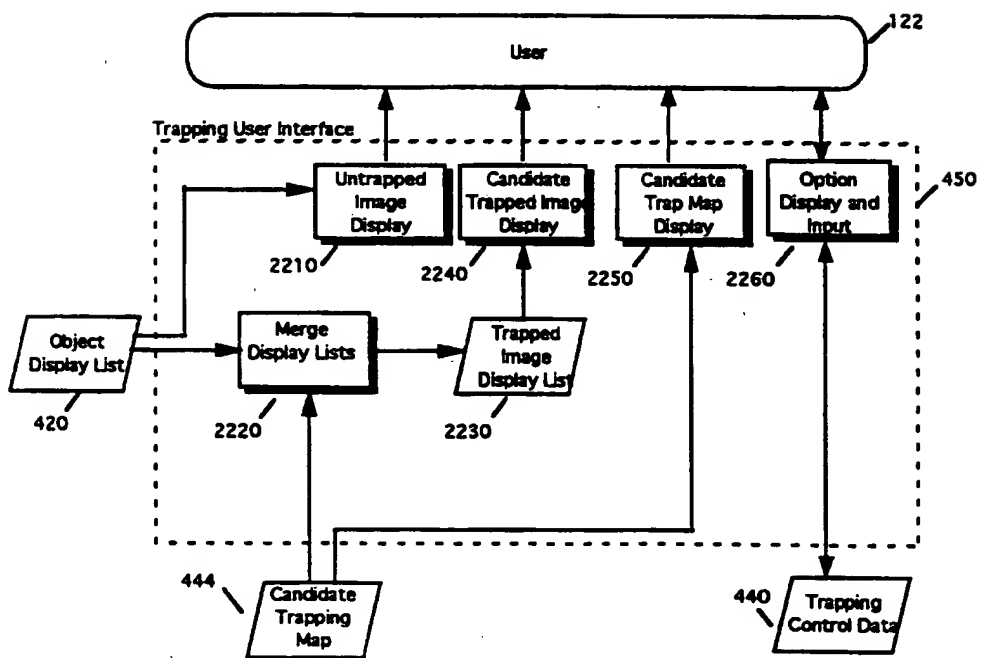 122
User
Trapping User Interface
450
Untrapped
Image
Display
Candidate
Trapped Image
Display
Candidate
Trap Map
Display
Option
Display and
Input
2210
2240
2250
2260
Object
Display List
Merge
Display Lists
Trapped
Image
Display List
420
2220
2230
444
Candidate
Trapping
Map
440
Trapping
Control Data